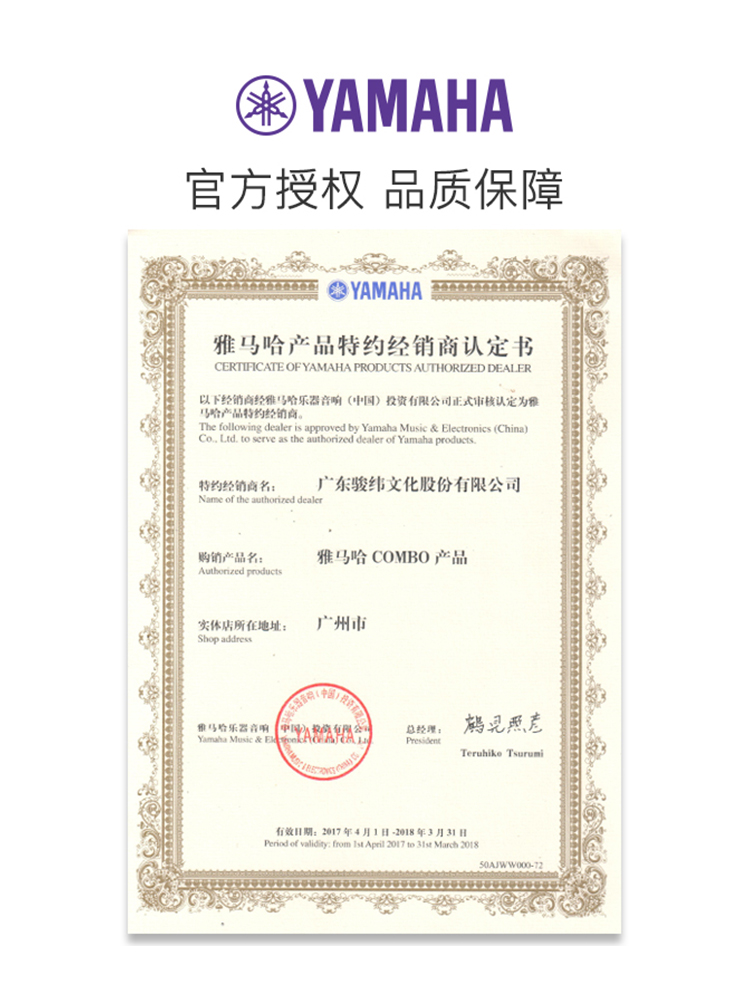 YAMAHA
官方授权 品质保障
YAMAHA
雅马哈产品特约经销商认定书
CERTIFICATE OF YAMAHA PRODUCTS AUTHORIZED DEALER
以下经销商经雅马哈乐器音响（中国）投资有限公司正式审核认定为雅
马哈产品特约经销商。
The following dealer is approved by Yamaha Music & Electronics (China)
Co., Ltd. to serve as the authorized dealer of Yamaha products.
特约经销商名： 广东骏纬文化股份有限公司
Name of the authorized dealer
购销产品名： 雅马哈 COMBO 产品
Authorized products
实体店所在地址： 广州市
Shop address
雅马哈乐器音响（中国）投资有限公司
Yamaha Music & Electronics (China) Co., Ltd.
YAMAHA
总经理：
President
鶴見照彦
Teruhiko Tsurumi
有效日期：2017 年 4 月 1 日 -2018 年 3 月 31 日
Period of validity: from 1st April 2017 to 31st March 2018
50AJWW000-72